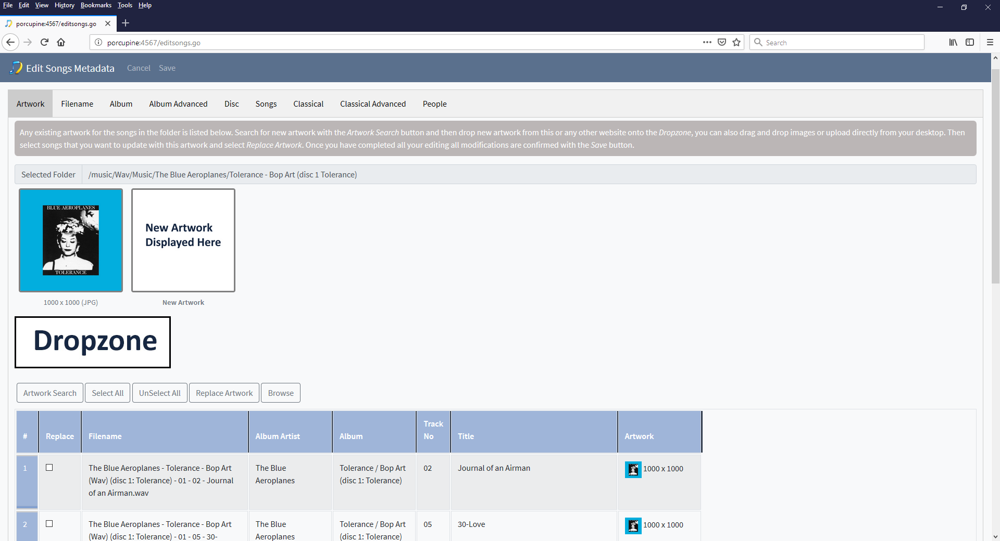 File Edit View History Bookmarks Tools Help
porcupine:4567/editsongs.go
porcupine:4567/editsongs.go
Search
Edit Songs Metadata Cancel Save
Artwork Filename Album Album Advanced Disc Songs Classical Classical Advanced People
Any existing artwork for the songs in the folder is listed below. Search for new artwork with the Artwork Search button and then drop new artwork from this or any other website onto the Dropzone, you can also drag and drop images or upload directly from your desktop. Then
select songs that you want to update with this artwork and select Replace Artwork. Once you have completed all your editing all modifications are confirmed with the Save button.
Selected Folder /music/Wav/Music/The Blue Aeroplanes/Tolerance - Bop Art (disc 1 Tolerance)
BLUE AEROPLANES
TOLERANCE
New Artwork
Displayed Here
1000 x 1000 (JPG)
New Artwork
Dropzone
Artwork Search Select All UnSelect All Replace Artwork Browse
# Replace Filename Album Artist Album Track No Title Artwork
1 The Blue Aeroplanes - Tolerance - Bop Art The Blue Tolerance / Bop Art 02 Journal of an Airman 1000 x 1000
(Wav) (disc 1: Tolerance) - 01 - 02 - Journal Aeroplanes (disc 1: Tolerance)
of an Airman.wav
2 The Blue Aeroplanes - Tolerance - Bop Art The Blue Tolerance / Bop Art 05 30-Love 1000 x 1000
(Wav) (disc 1: Tolerance) - 01 - 05 - 30- Aeroplanes (disc 1: Tolerance)